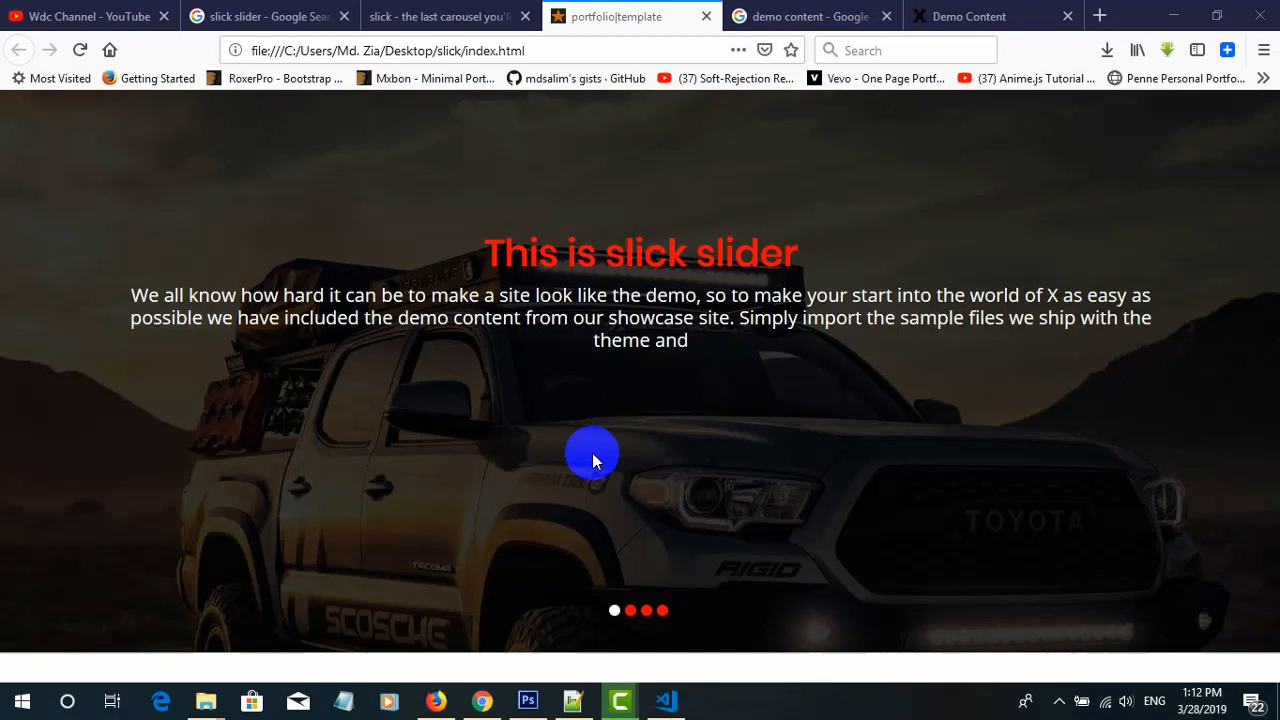 Wdc Channel - YouTube
slick slider - Google Sear
slick - the last carousel you'll
portfolio|template
demo content - Google
Demo Content
file:///C:/Users/Md. Zia/Desktop/slick/index.html
Search
Most Visited
Getting Started
RoxerPro - Bootstrap ...
Mxbon - Minimal Port...
mdsalim's gists · GitHub
(37) Soft-Rejection Re...
Vevo - One Page Portf...
(37) Anime.js Tutorial ...
Penne Personal Portfo...
This is slick slider
We all know how hard it can be to make a site look like the demo, so to make your start into the world of X as easy as
possible we have included the demo content from our showcase site. Simply import the sample files we ship with the
theme and
TOYOTA
TACOMA
RIGID
SCOSCHE
ENG
1:12 PM
3/28/2019
22